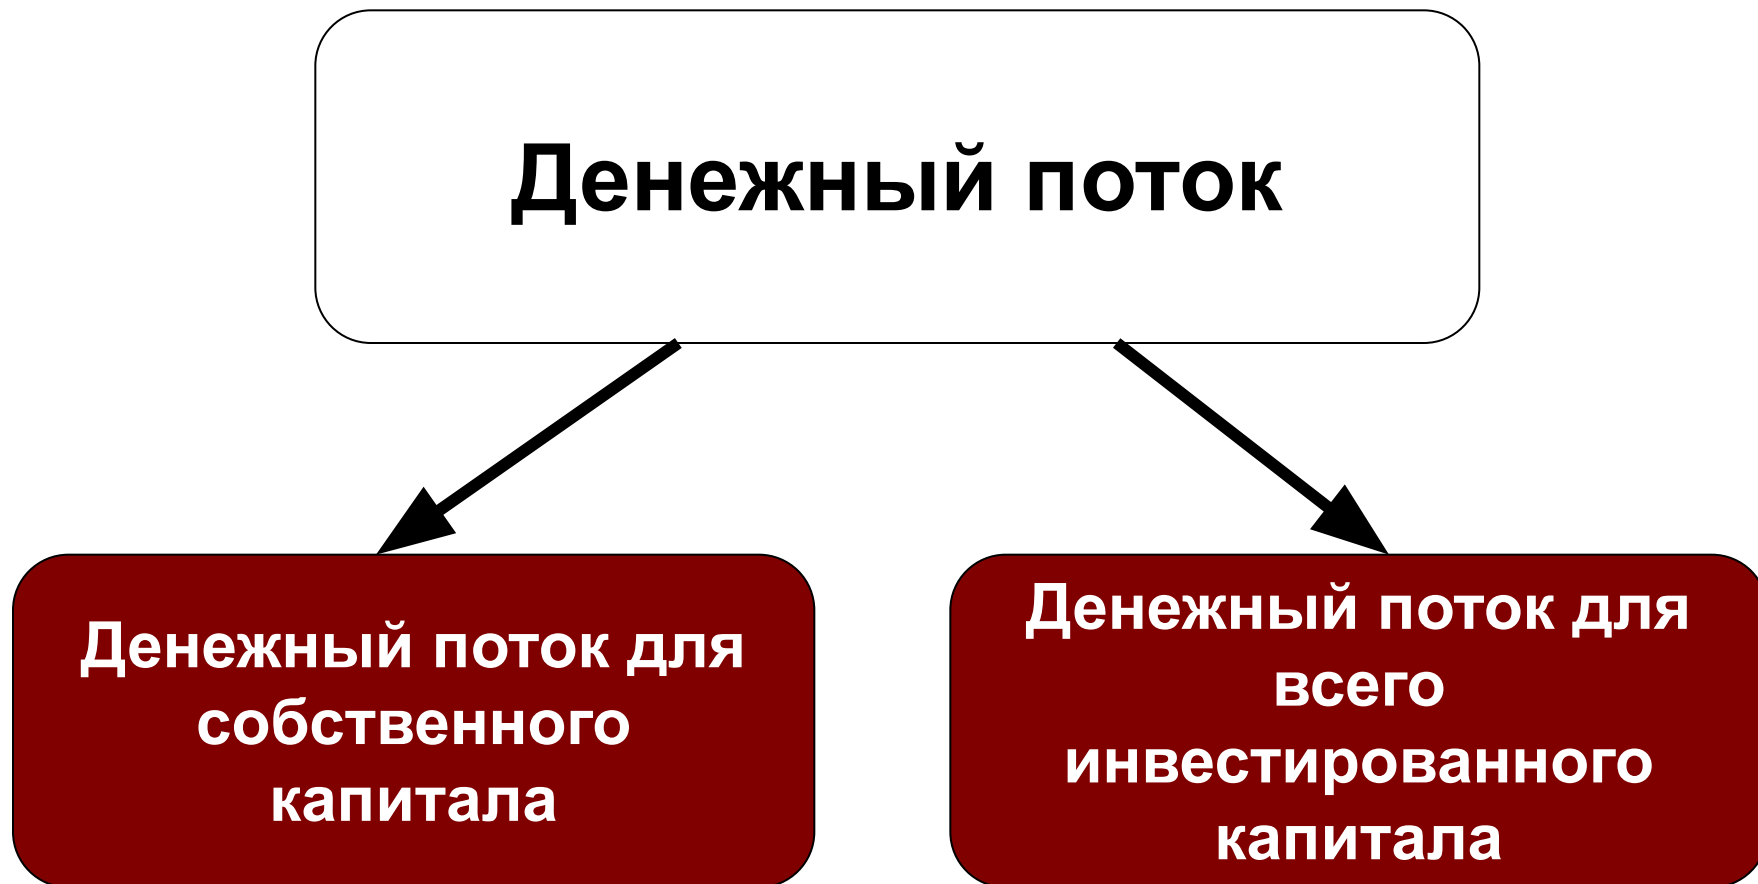 Денежный поток
Денежный поток для
собственного
капитала
Денежный поток для
всего
инвестированного
капитала